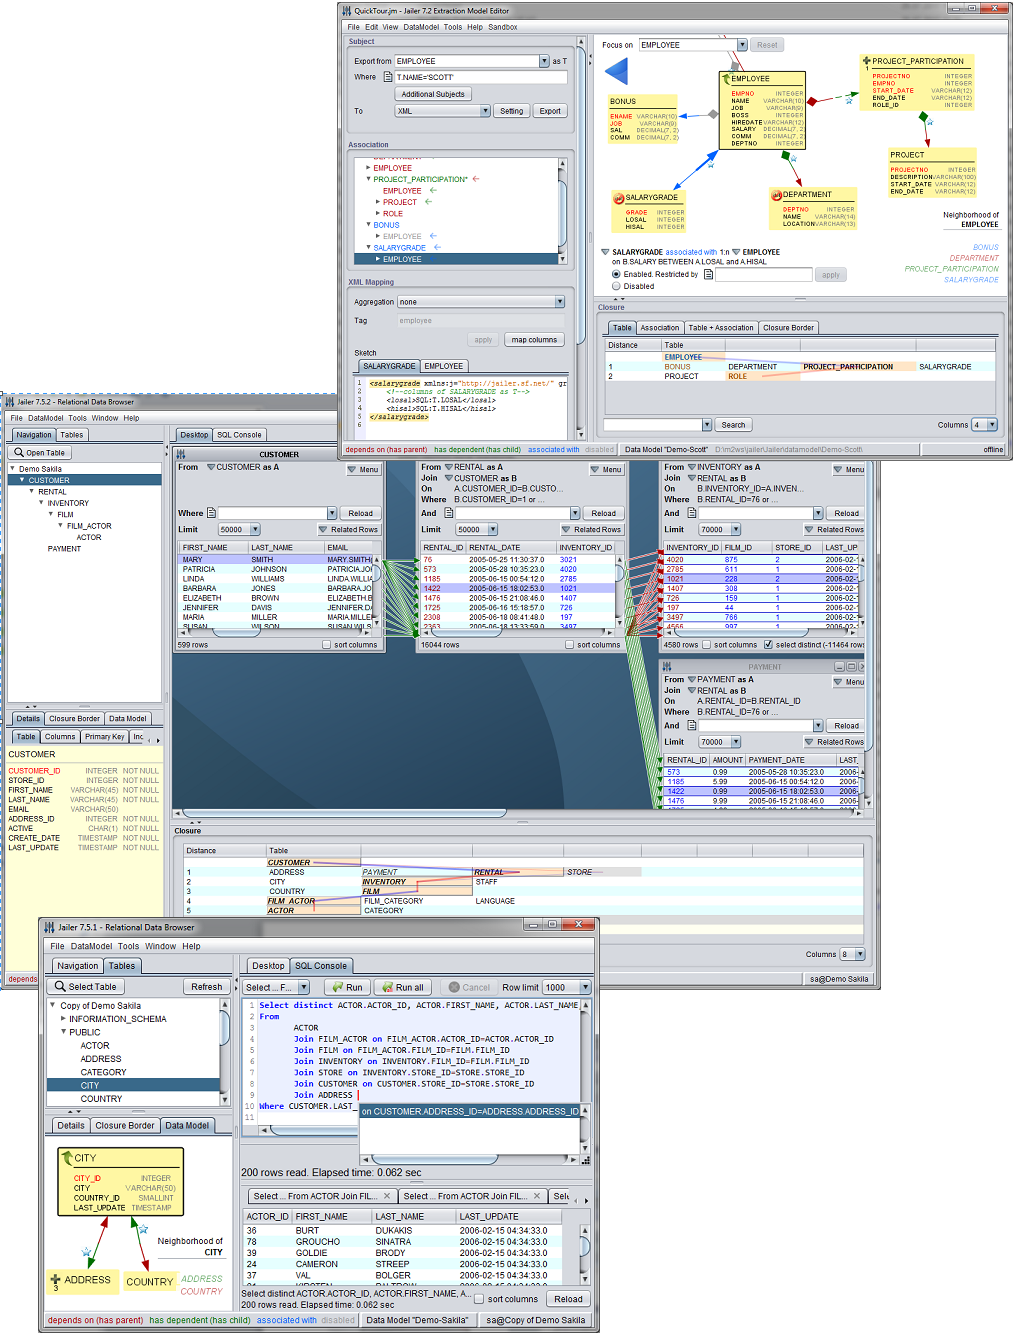 QuickTour.jm - Jailer 7.2 Extraction Model Editor
File Edit View DataModel Tools Help Sandbox
Subject
Export from EMPLOYEE as T
Where T.NAME='SCOTT'
Additional Subjects
To XML Setting Export
Association
EMPLOYEE
PROJECT_PARTICIPATION*
EMPLOYEE
PROJECT
ROLE
BONUS
EMPLOYEE
SALARYGRADE
EMPLOYEE
XML Mapping
Aggregation none
Tag employee
apply map columns
Sketch
SALARYGRADE EMPLOYEE
1 <salarygrade xmlns:j="http://jailer.sf.net/" gr
2 <!--columns of SALARYGRADE as T-->
3 <losal>SQL:T.LOSAL</losal>
4 <hisal>SQL:T.HISAL</hisal>
5 </salarygrade>
6
Focus on EMPLOYEE Reset
EMPLOYEE
EMPNO INTEGER
NAME VARCHAR(10)
JOB VARCHAR(9)
BOSS INTEGER
HIREDATE VARCHAR(12)
SALARY DECIMAL(7, 2)
COMM DECIMAL(7, 2)
DEPTNO INTEGER
PROJECT_PARTICIPATION
1
PROJECTNO INTEGER
EMPNO INTEGER
START_DATE VARCHAR(12)
END_DATE VARCHAR(12)
ROLE_ID INTEGER
BONUS
ENAME VARCHAR(10)
JOB VARCHAR(9)
SAL DECIMAL(7, 2)
COMM DECIMAL(7, 2)
PROJECT
PROJECTNO INTEGER
DESCRIPTION VARCHAR(100)
START_DATE VARCHAR(12)
END_DATE VARCHAR(12)
SALARYGRADE
GRADE INTEGER
LOSAL INTEGER
HISAL INTEGER
DEPARTMENT
DEPTNO INTEGER
NAME VARCHAR(14)
LOCATION VARCHAR(13)
Neighborhood of
EMPLOYEE
BONUS
DEPARTMENT
PROJECT_PARTICIPATION
SALARYGRADE
SALARYGRADE associated with 1:n EMPLOYEE
on B.SALARY BETWEEN A.LOSAL and A.HISAL
Enabled. Restricted by apply
Disabled
Closure
Table Association Table + Association Closure Border
Distance Table
EMPLOYEE
1 BONUS DEPARTMENT PROJECT_PARTICIPATION SALARYGRADE
2 PROJECT ROLE
Search Columns 4
depends on (has parent) has dependent (has child) associated with disabled Data Model "Demo-Scott" D:\m2ws\jailer\Jailer\datamodel\Demo-Scott\ offline
Jailer 7.5.2 - Relational Data Browser
File DataModel Tools Window Help
Navigation Tables
Open Table
Demo Sakila
CUSTOMER
RENTAL
INVENTORY
FILM
FILM_ACTOR
ACTOR
PAYMENT
Details Closure Border Data Model
Table Columns Primary Key Inc
CUSTOMER
CUSTOMER_ID INTEGER NOT NULL
STORE_ID INTEGER NOT NULL
FIRST_NAME VARCHAR(45) NOT NULL
LAST_NAME VARCHAR(45) NOT NULL
EMAIL VARCHAR(50)
ADDRESS_ID INTEGER NOT NULL
ACTIVE CHAR(1) NOT NULL
CREATE_DATE TIMESTAMP NOT NULL
LAST_UPDATE TIMESTAMP NOT NULL
Desktop SQL Console
CUSTOMER
From CUSTOMER as A Menu
Where Reload
Limit 50000 Related Rows
FIRST_NAME LAST_NAME EMAIL
MARY SMITH MARY.SMITH(
PATRICIA JOHNSON PATRICIA.JO(
LINDA WILLIAMS LINDA.WILLIA
BARBARA JONES BARBARA.JO
ELIZABETH BROWN ELIZABETH.B
JENNIFER DAVIS JENNIFER.D
MARIA MILLER MARIA.MILLE
SUSAN WILSON SUSAN.WILS
599 rows sort columns
From RENTAL as A Menu
Join CUSTOMER as B
On A.CUSTOMER_ID=B.CUSTO...
Where B.CUSTOMER_ID=1 or ...
And Reload
Limit 50000 Related Rows
RENTAL_ID RENTAL_DATE INVENTORY_ID
76 2005-05-25 11:30:37.0 3021
573 2005-05-28 10:35:23.0 4020
1185 2005-06-15 00:54:12.0 2785
1422 2005-06-15 18:02:53.0 1021
1476 2005-06-15 21:08:46.0 1407
1725 2005-06-16 15:18:57.0 726
2308 2005-06-18 08:41:48.0 197
2363 2005-06-18 13:33:59.0 3497
16044 rows sort columns
From INVENTORY as A Menu
Join RENTAL as B
On B.INVENTORY_ID=A.INVEN...
Where B.RENTAL_ID=76 or ...
And Reload
Limit 70000 Related Rows
INVENTORY_ID FILM_ID STORE_ID LAST_UP
4020 875 2 2006-02-1
2785 611 1 2006-02-1
1021 228 2 2006-02-1
1407 308 1 2006-02-1
726 159 1 2006-02-1
197 44 1 2006-02-1
3497 766 1 2006-02-1
4566 997 1 2006-02-1
4580 rows sort columns select distinct (-11464 rows
PAYMENT
From PAYMENT as A Menu
Join RENTAL as B
On A.RENTAL_ID=B.RENTAL_ID
Where B.RENTAL_ID=76 or ...
And Reload
Limit 70000 Related Rows
RENTAL_ID AMOUNT PAYMENT_DATE LAST_
573 0.99 2005-05-28 10:35:23.0 2006-
1185 5.99 2005-06-15 00:54:12.0 2006-
1422 0.99 2005-06-15 18:02:53.0 2006-
1476 9.99 2005-06-15 21:08:46.0 2006-
Closure
Distance Table
CUSTOMER
1 ADDRESS PAYMENT RENTAL STORE
2 CITY INVENTORY STAFF
3 COUNTRY FILM
4 FILM_ACTOR FILM_CATEGORY LANGUAGE
5 ACTOR CATEGORY
Columns 8
depends sa@Demo Sakila
Jailer 7.5.1 - Relational Data Browser
File DataModel Tools Window Help
Navigation Tables
Select Table Refresh
Copy of Demo Sakila
INFORMATION_SCHEMA
PUBLIC
ACTOR
ADDRESS
CATEGORY
CITY
COUNTRY
Details Closure Border Data Model
CITY
CITY_ID INTEGER
CITY VARCHAR(50)
COUNTRY_ID SMALLINT
LAST_UPDATE TIMESTAMP
Neighborhood of
CITY
ADDRESS
3
COUNTRY
ADDRESS
COUNTRY
Desktop SQL Console
Select ... F... Run Run all Cancel Row limit 1000
1 Select distinct ACTOR.ACTOR_ID, ACTOR.FIRST_NAME, ACTOR.LAST_NAME
2 From
3 ACTOR
4 Join FILM_ACTOR on FILM_ACTOR.ACTOR_ID=ACTOR.ACTOR_ID
5 Join FILM on FILM_ACTOR.FILM_ID=FILM.FILM_ID
6 Join INVENTORY on INVENTORY.FILM_ID=FILM.FILM_ID
7 Join STORE on INVENTORY.STORE_ID=STORE.STORE_ID
8 Join CUSTOMER on CUSTOMER.STORE_ID=STORE.STORE_ID
9 Join ADDRESS
10 Where CUSTOMER.LAST_
11
on CUSTOMER.ADDRESS_ID=ADDRESS.ADDRESS_ID
200 rows read. Elapsed time: 0.062 sec
Select ... From ACTOR Join FIL... Select ... From ACTOR Join FIL... Selu
ACTOR_ID FIRST_NAME LAST_NAME LAST_UPDATE
36 BURT DUKAKIS 2006-02-15 04:34:33.0
78 GROUCHO SINATRA 2006-02-15 04:34:33.0
39 GOLDIE BRODY 2006-02-15 04:34:33.0
24 CAMERON STREEP 2006-02-15 04:34:33.0
37 VAL BOLGER 2006-02-15 04:34:33.0
Select distinct ACTOR.ACTOR_ID, ACTOR.FIRST_NAME, A...
200 rows read. Elapsed time: 0.062 sec sort columns Reload
depends on (has parent) has dependent (has child) associated with disabled Data Model "Demo-Sakila" sa@Copy of Demo Sakila